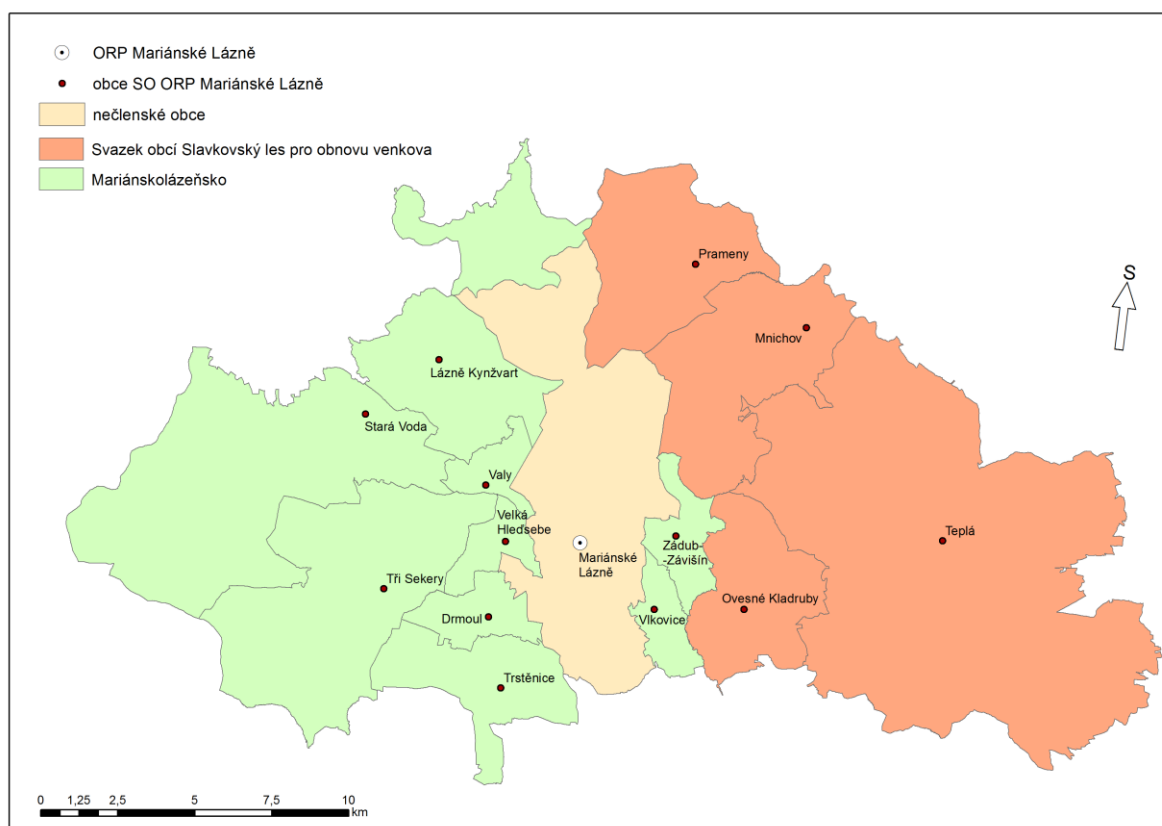 ORP Mariánské Lázně
obce SO ORP Mariánské Lázně
nečlenské obce
Svazek obcí Slavkovský les pro obnovu venkova
Mariánskolázeňsko
Prameny
S
Mnichov
Lázně Kynžvart
Stará Voda
Valy
Velká
Hleďsebe
Mariánské
Lázně
Zádub-
-Závišín
Teplá
Tři Sekery
Ovesné Kladruby
Drmoul
Vlkovice
Trstěnice
0 1,25 2,5 5 7,5 10
km